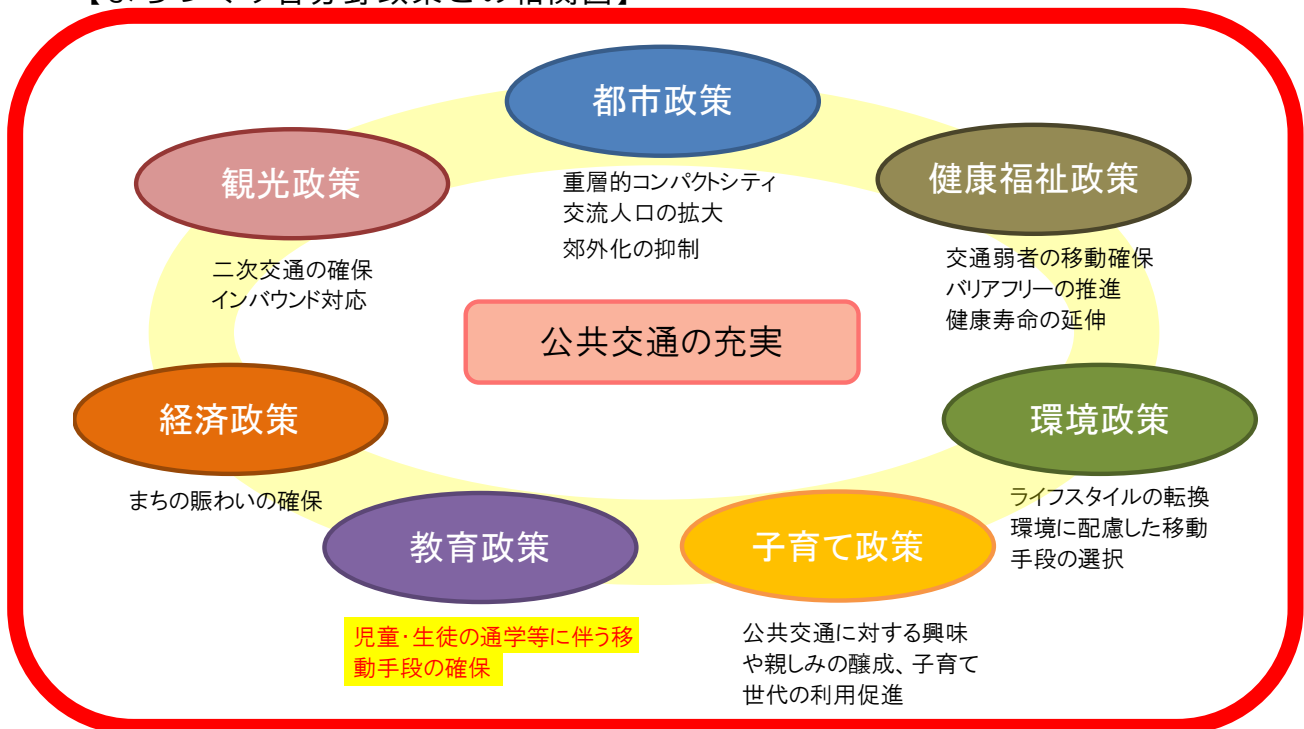 都市政策
重層的コンパクトシティ
交流人口の拡大
郊外化の抑制
観光政策
二次交通の確保
インバウンド対応
健康福祉政策
交通弱者の移動確保
バリアフリーの推進
健康寿命の延伸
公共交通の充実
経済政策
まちの賑わいの確保
環境政策
ライフスタイルの転換
環境に配慮した移動
手段の選択
教育政策
児童・生徒の通学等に伴う移
動手段の確保
子育て政策
公共交通に対する興味
や親しみの醸成、子育て
世代の利用促進